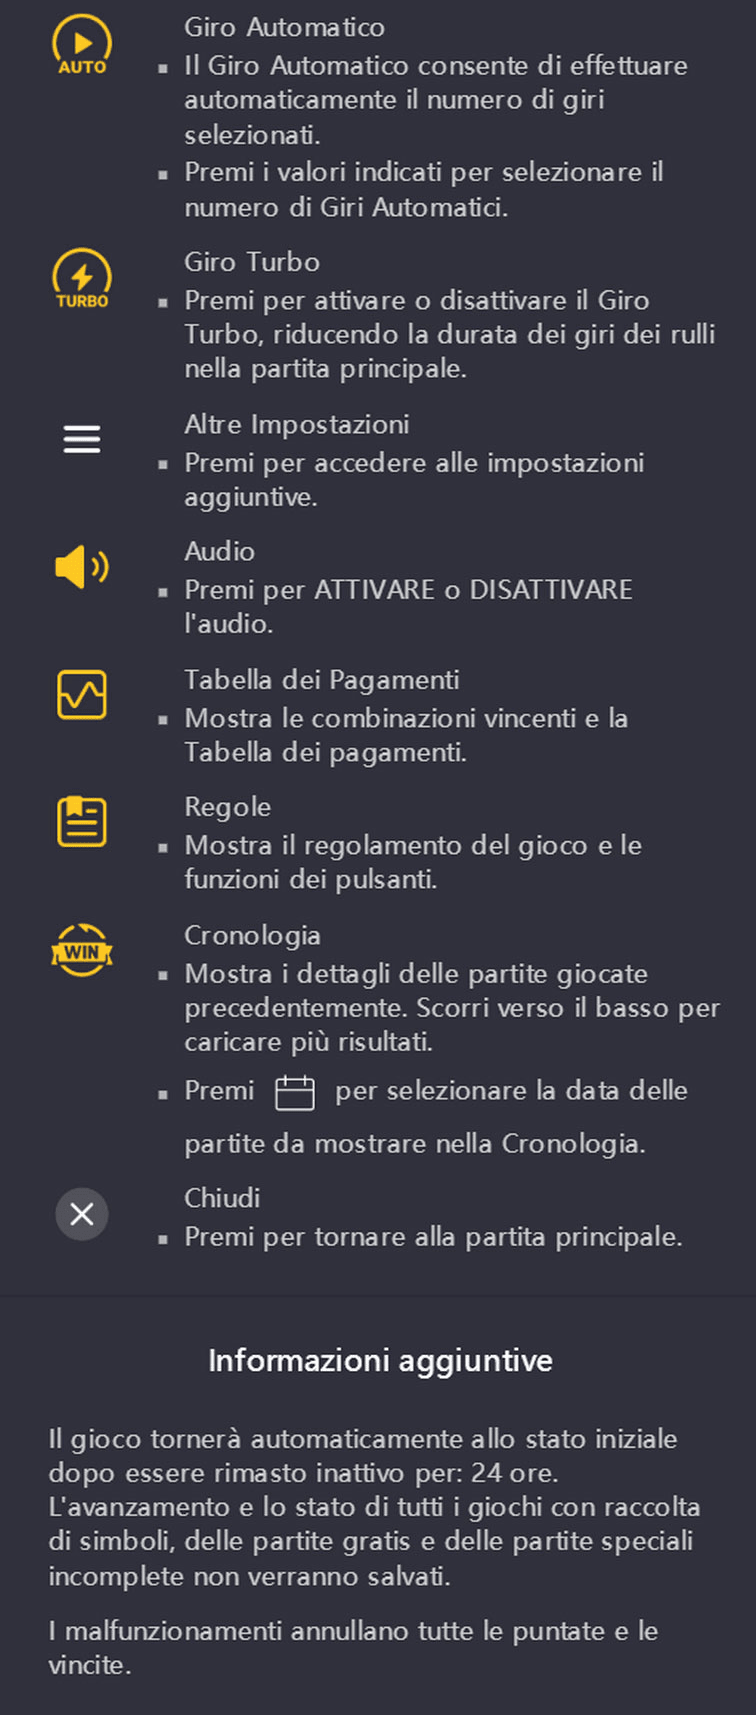 Giro Automatico
AUTO
▪ Il Giro Automatico consente di effettuare
automaticamente il numero di giri
selezionati.
▪ Premi i valori indicati per selezionare il
numero di Giri Automatici.
Giro Turbo
TURBO
▪ Premi per attivare o disattivare il Giro
Turbo, riducendo la durata dei giri dei rulli
nella partita principale.
Altre Impostazioni
▪ Premi per accedere alle impostazioni
aggiuntive.
Audio
▪ Premi per ATTIVARE o DISATTIVARE
l'audio.
Tabella dei Pagamenti
▪ Mostra le combinazioni vincenti e la
Tabella dei pagamenti.
Regole
▪ Mostra il regolamento del gioco e le
funzioni dei pulsanti.
Cronologia
WIN
▪ Mostra i dettagli delle partite giocate
precedentemente. Scorri verso il basso per
caricare più risultati.
▪ Premi per selezionare la data delle
partite da mostrare nella Cronologia.
Chiudi
▪ Premi per tornare alla partita principale.
Informazioni aggiuntive
Il gioco tornerà automaticamente allo stato iniziale
dopo essere rimasto inattivo per: 24 ore.
L'avanzamento e lo stato di tutti i giochi con raccolta
di simboli, delle partite gratis e delle partite speciali
incomplete non verranno salvati.
I malfunzionamenti annullano tutte le puntate e le
vincite.